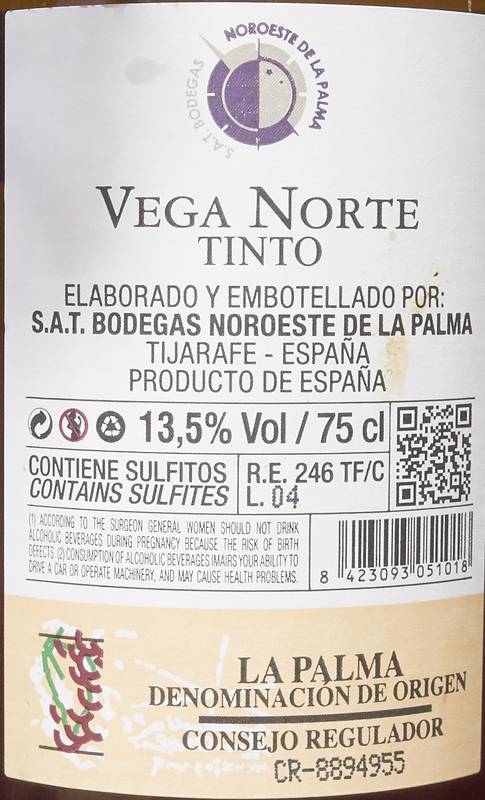 S.A.T. BODEGAS NOROESTE DE LA PALMA
VEGA NORTE
TINTO
ELABORADO Y EMBOTELLADO POR:
S.A.T. BODEGAS NOROESTE DE LA PALMA
TIJARAFE - ESPAÑA
PRODUCTO DE ESPAÑA
13,5% Vol / 75 cl
CONTIENE SULFITOS
CONTAINS SULFITES
R.E. 246 TF/C
L. 04
(1) ACCORDING TO THE SURGEON GENERAL WOMEN SHOULD NOT DRINK
ALCOHOLIC BEVERAGES DURING PREGNANCY BECAUSE THE RISK OF BIRTH
DEFECTS (2) CONSUMPTION OF ALCOHOLIC BEVERAGES IMAIRS YOUR ABILITY TO
DRIVE A CAR OR OPERATE MACHINERY, AND MAY CAUSE HEALTH PROBLEMS.
8 423093 051018
LA PALMA
DENOMINACIÓN DE ORIGEN
CONSEJO REGULADOR
CR-8894955